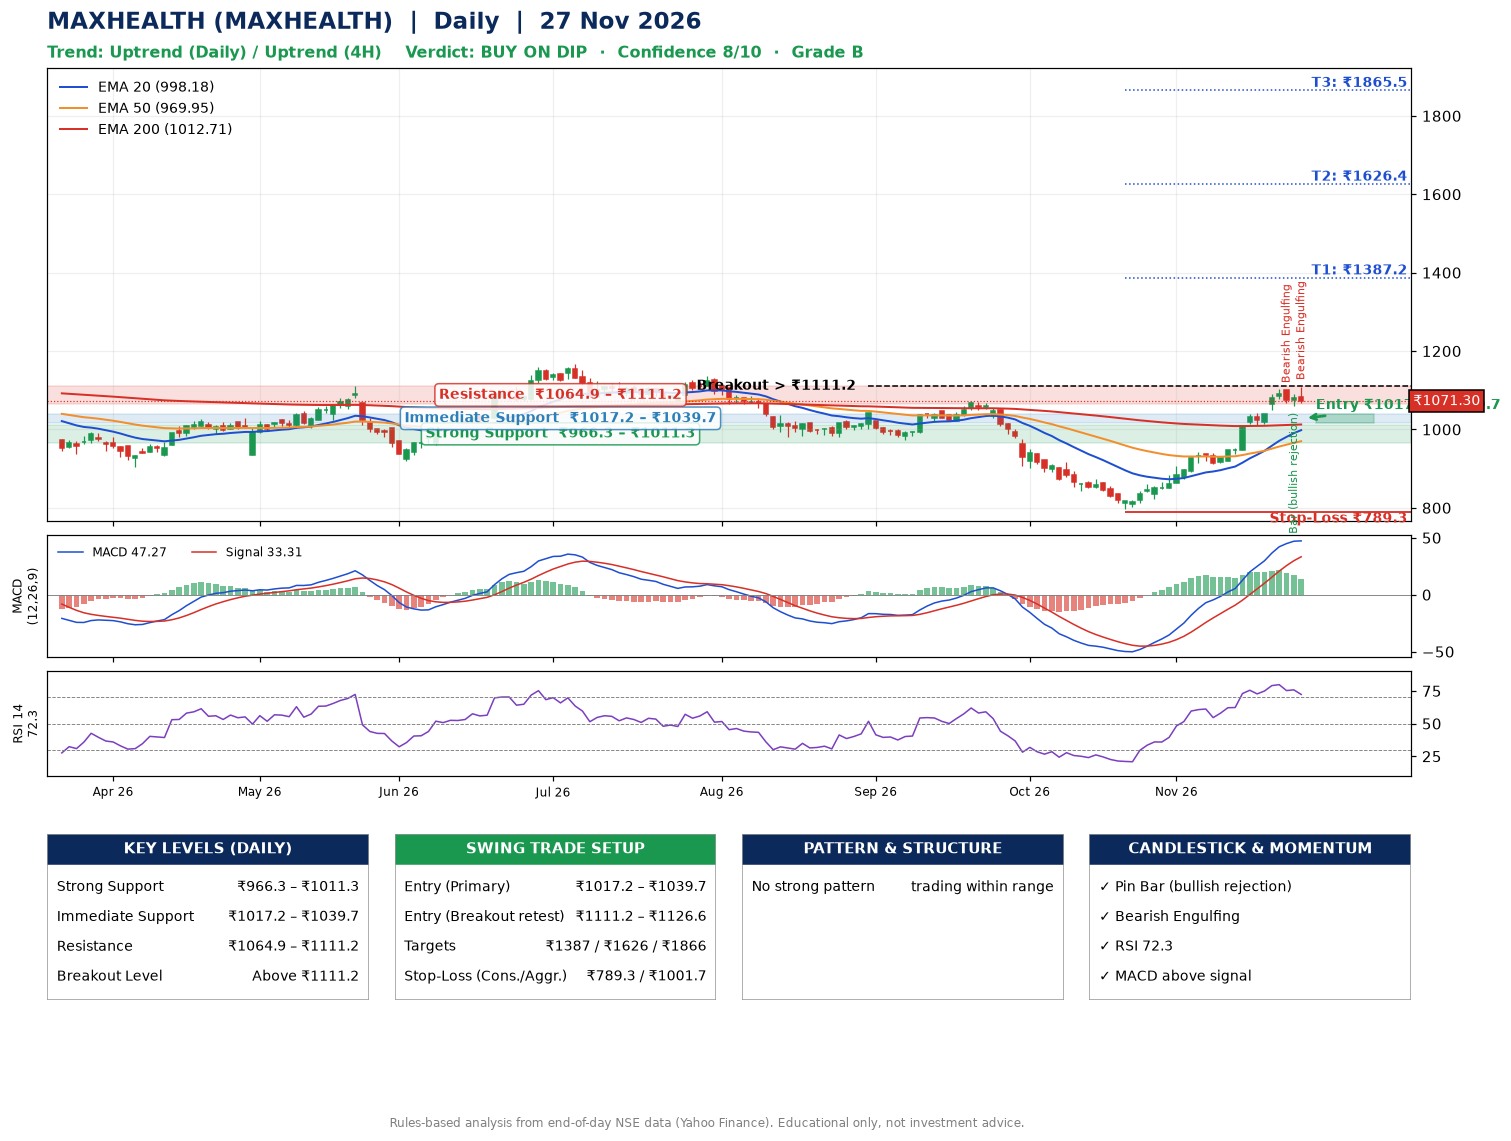 MAXHEALTH (MAXHEALTH) | Daily | 27 Nov 2026
Trend: Uptrend (Daily) / Uptrend (4H) Verdict: BUY ON DIP · Confidence 8/10 · Grade B
EMA 20 (998.18)
EMA 50 (969.95)
EMA 200 (1012.71)
T3: ₹1865.5
T2: ₹1626.4
T1: ₹1387.2
Bearish Engulfing
Bearish Engulfing
Breakout > ₹1111.2
Resistance ₹1064.9 – ₹1111.2
Immediate Support ₹1017.2 – ₹1039.7
Strong Support ₹966.3 – ₹1011.3
Entry ₹1017
.7
₹1071.30
(bullish rejection)
Stop-Loss ₹789.3
1800
1600
1400
1200
1000
800
MACD 47.27
Signal 33.31
MACD
(12,26,9)
50
0
−50
RSI 14
72.3
75
50
25
Apr 26
May 26
Jun 26
Jul 26
Aug 26
Sep 26
Oct 26
Nov 26
KEY LEVELS (DAILY)
Strong Support ₹966.3 – ₹1011.3
Immediate Support ₹1017.2 – ₹1039.7
Resistance ₹1064.9 – ₹1111.2
Breakout Level Above ₹1111.2
SWING TRADE SETUP
Entry (Primary) ₹1017.2 – ₹1039.7
Entry (Breakout retest) ₹1111.2 – ₹1126.6
Targets ₹1387 / ₹1626 / ₹1866
Stop-Loss (Cons./Aggr.) ₹789.3 / ₹1001.7
PATTERN & STRUCTURE
No strong pattern trading within range
CANDLESTICK & MOMENTUM
✓ Pin Bar (bullish rejection)
✓ Bearish Engulfing
✓ RSI 72.3
✓ MACD above signal
Rules-based analysis from end-of-day NSE data (Yahoo Finance). Educational only, not investment advice.